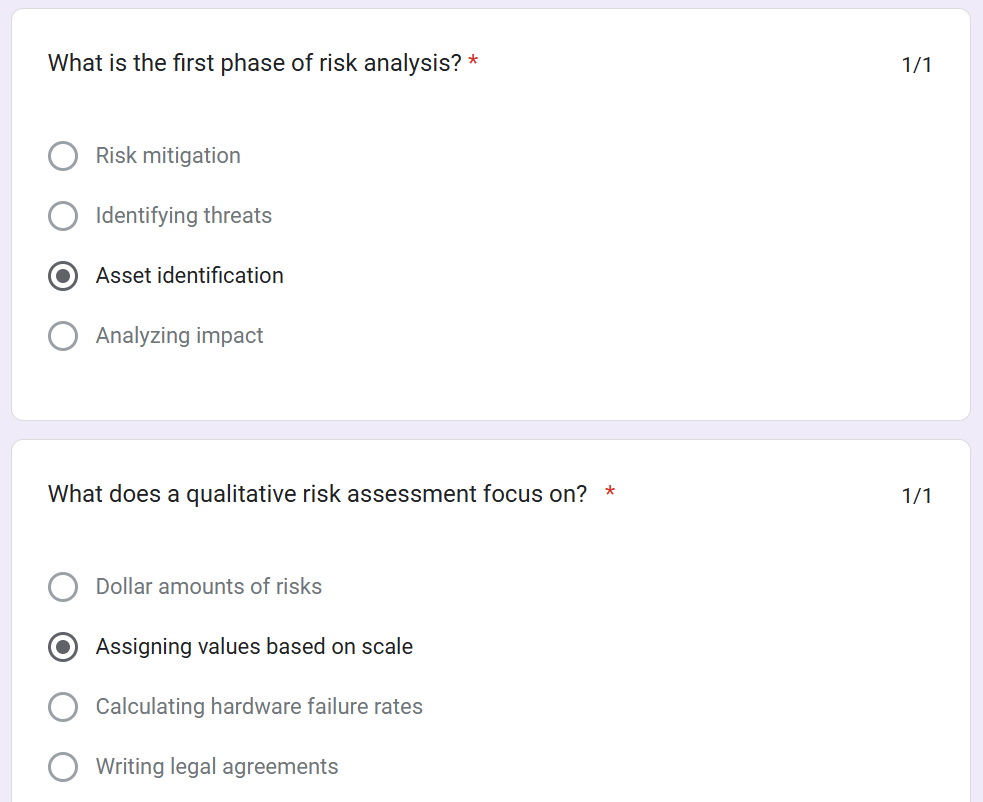 What is the first phase of risk analysis? *
1/1
Risk mitigation
Identifying threats
Asset identification
Analyzing impact
What does a qualitative risk assessment focus on? *
1/1
Dollar amounts of risks
Assigning values based on scale
Calculating hardware failure rates
Writing legal agreements